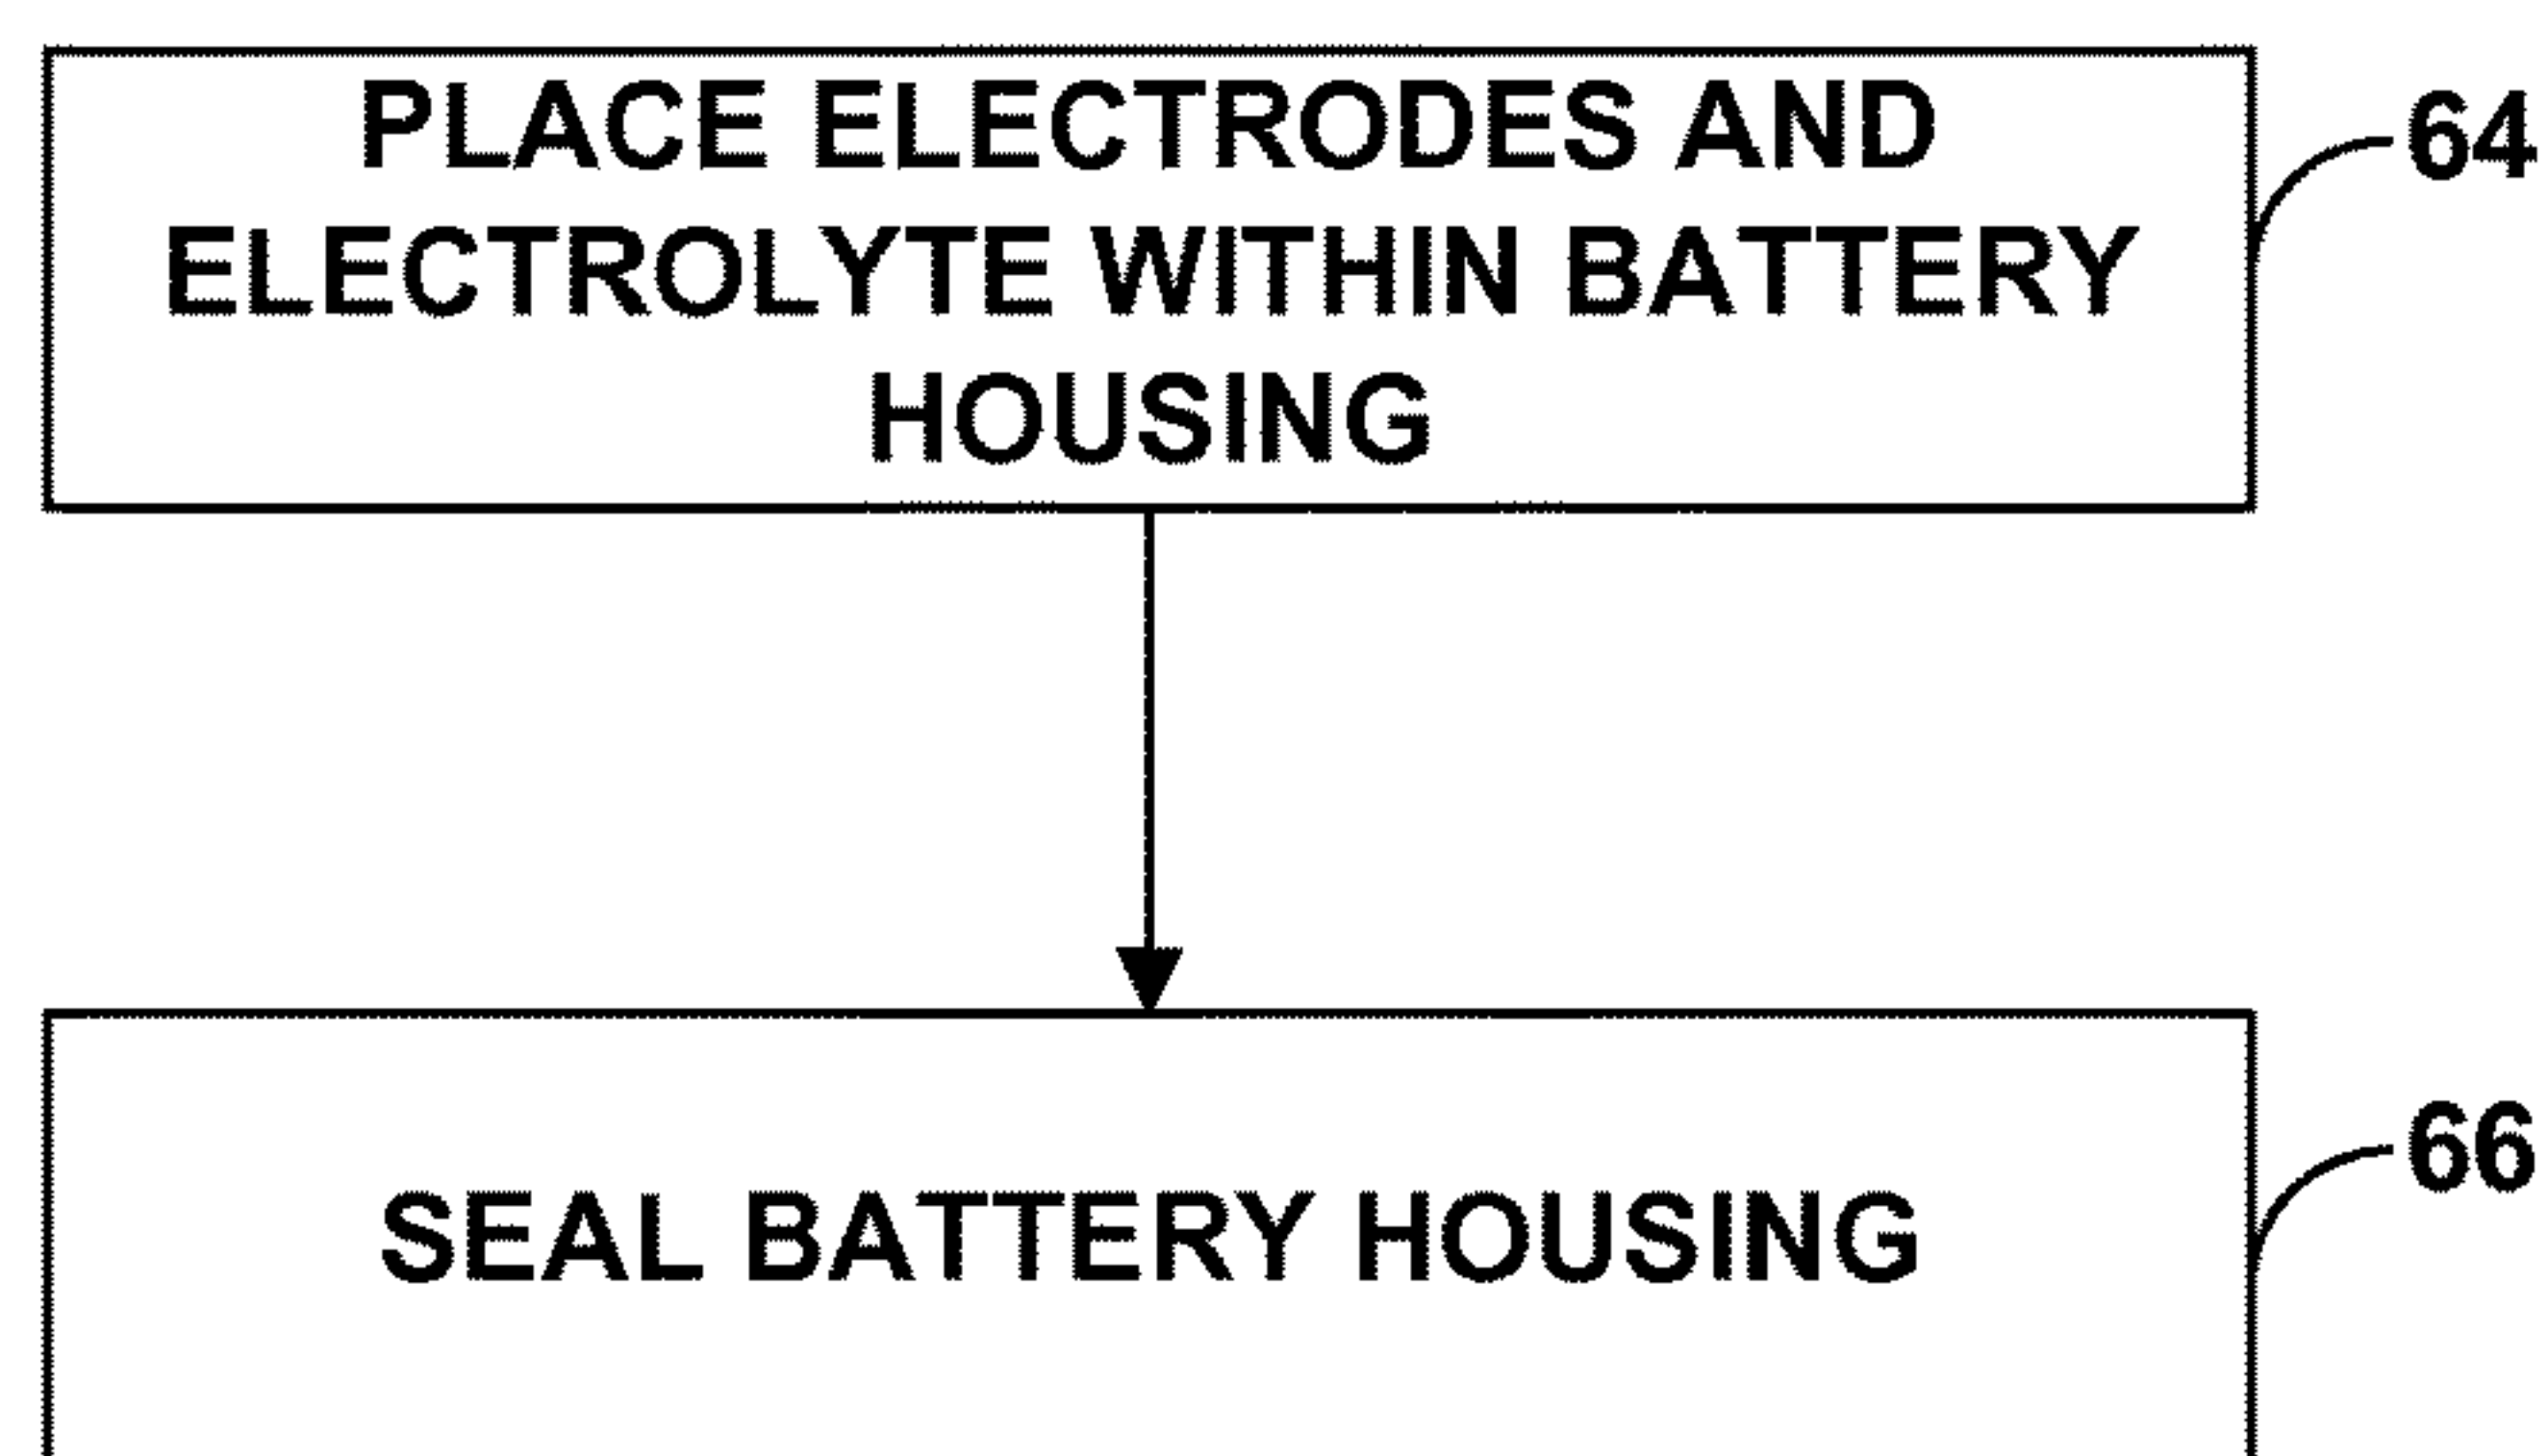 PLACE ELECTRODES AND
ELECTROLYTE WITHIN BATTERY
HOUSING
64
SEAL BATTERY HOUSING
66